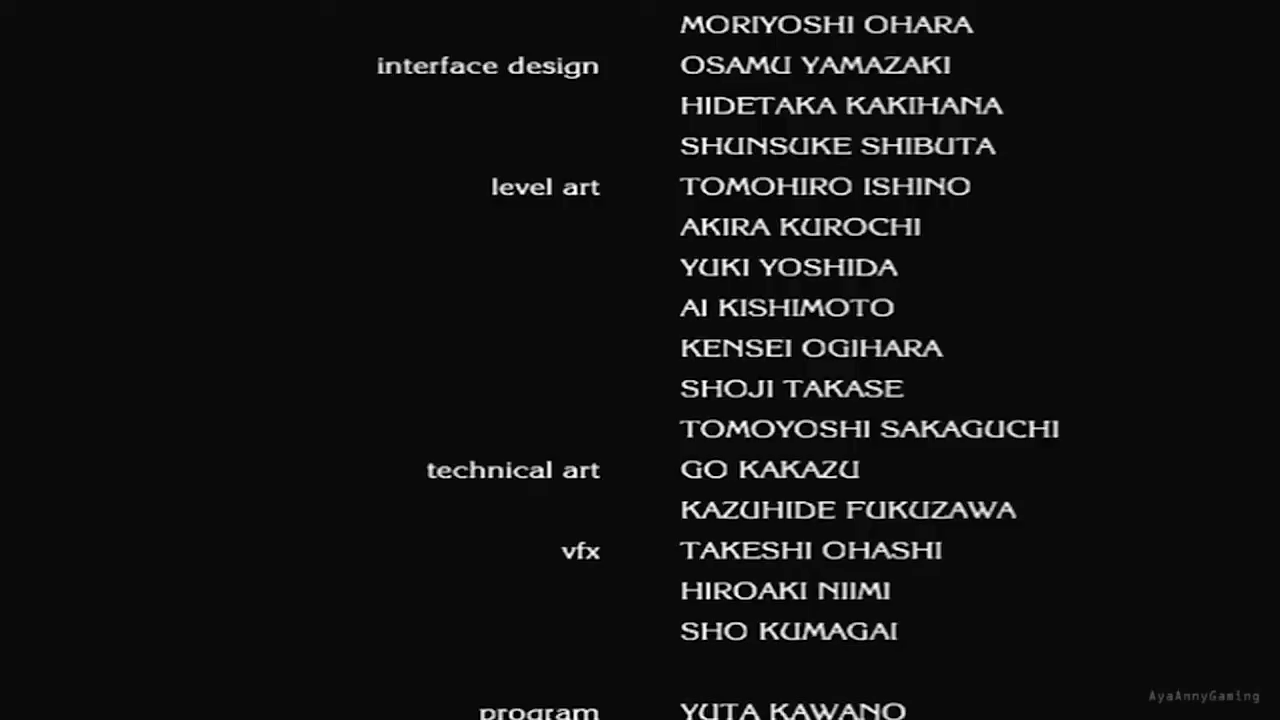 MORIYOSHI OHARA
interface design OSAMU YAMAZAKI
HIDETAKA KAKIHANA
SHUNSUKE SHIBUTA
level art TOMOHIRO ISHINO
AKIRA KUROCHI
YUKI YOSHIDA
AI KISHIMOTO
KENSEI OGIHARA
SHOJI TAKASE
TOMOYOSHI SAKAGUCHI
technical art GO KAKAZU
KAZUHIDE FUKUZAWA
vfx TAKESHI OHASHI
HIROAKI NIIMI
SHO KUMAGAI
AyaAnnyGaming
program YUTA KAWANO